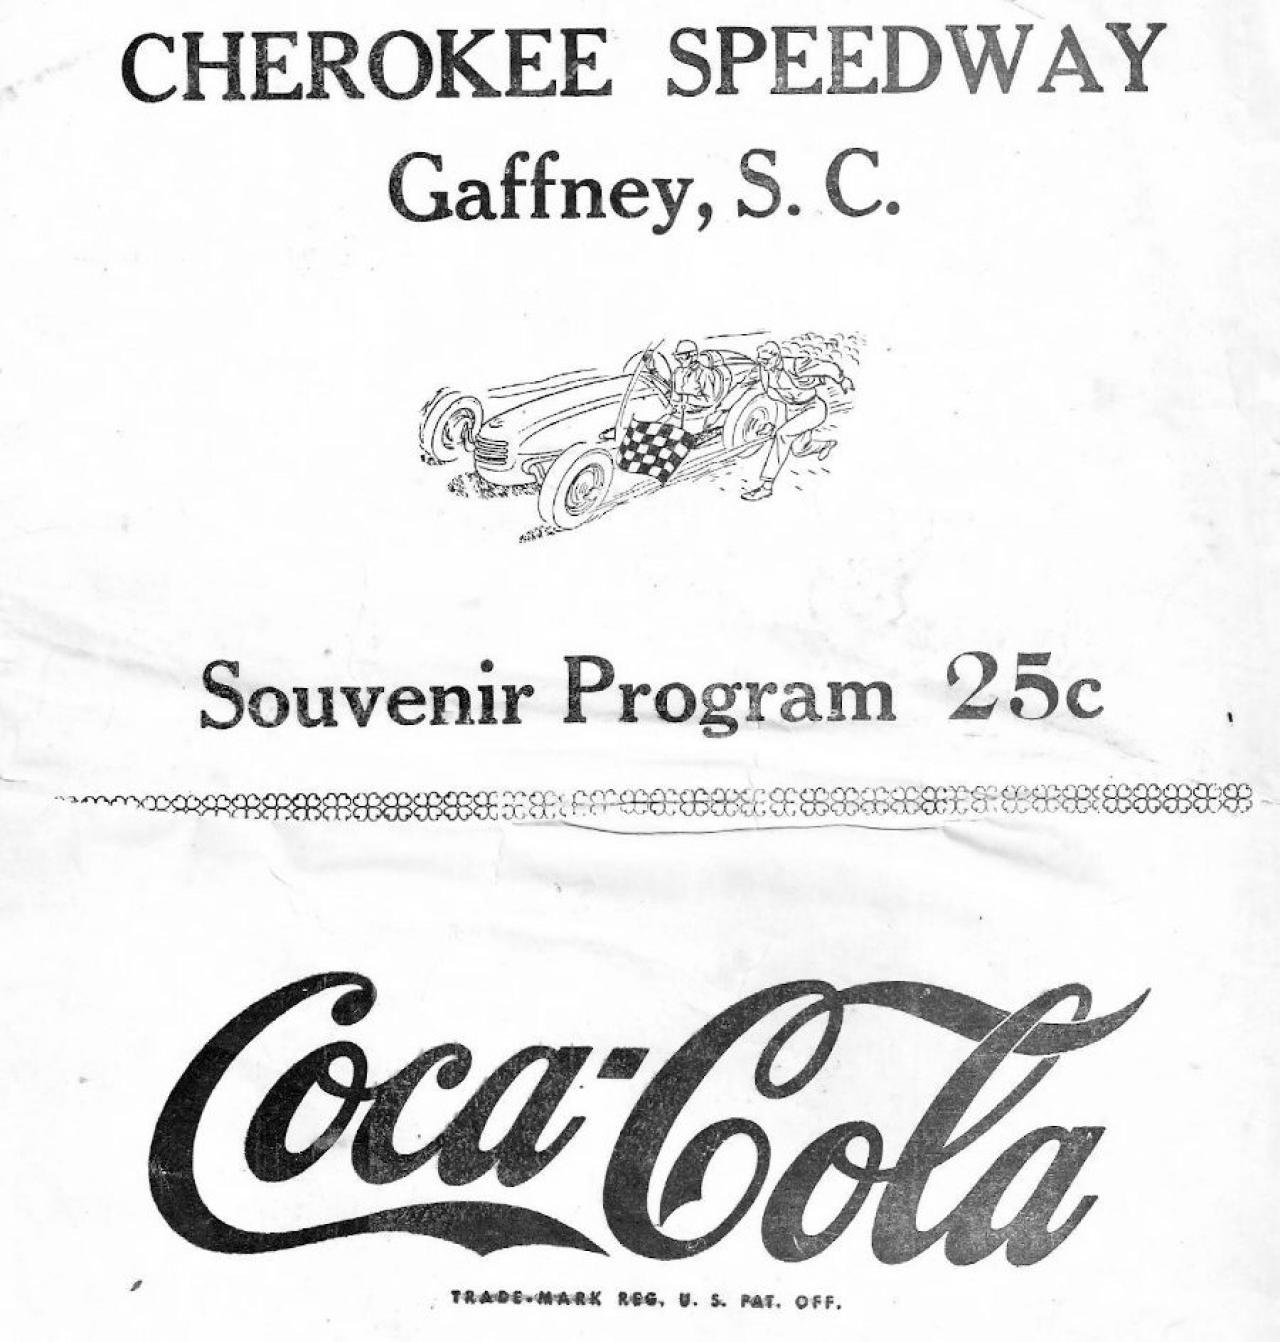 CHEROKEE SPEEDWAY
Gaffney, S. C.
Souvenir Program 25c
Coca-Cola
TRADE-MARK REG. U. S. PAT. OFF.